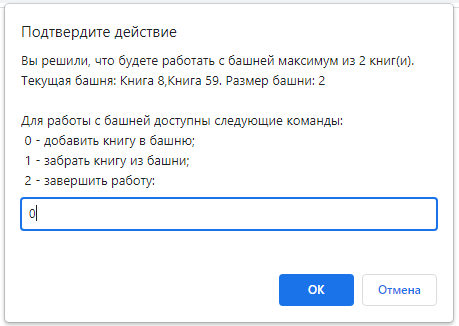 Подтвердите действие
Вы решили, что будете работать с башней максимум из 2 книг(и).
Текущая башня: Книга 8,Книга 59. Размер башни: 2
Для работы с башней доступны следующие команды:
0 - добавить книгу в башню;
1 - забрать книгу из башни;
2 - завершить работу:
0
ОК
Отмена